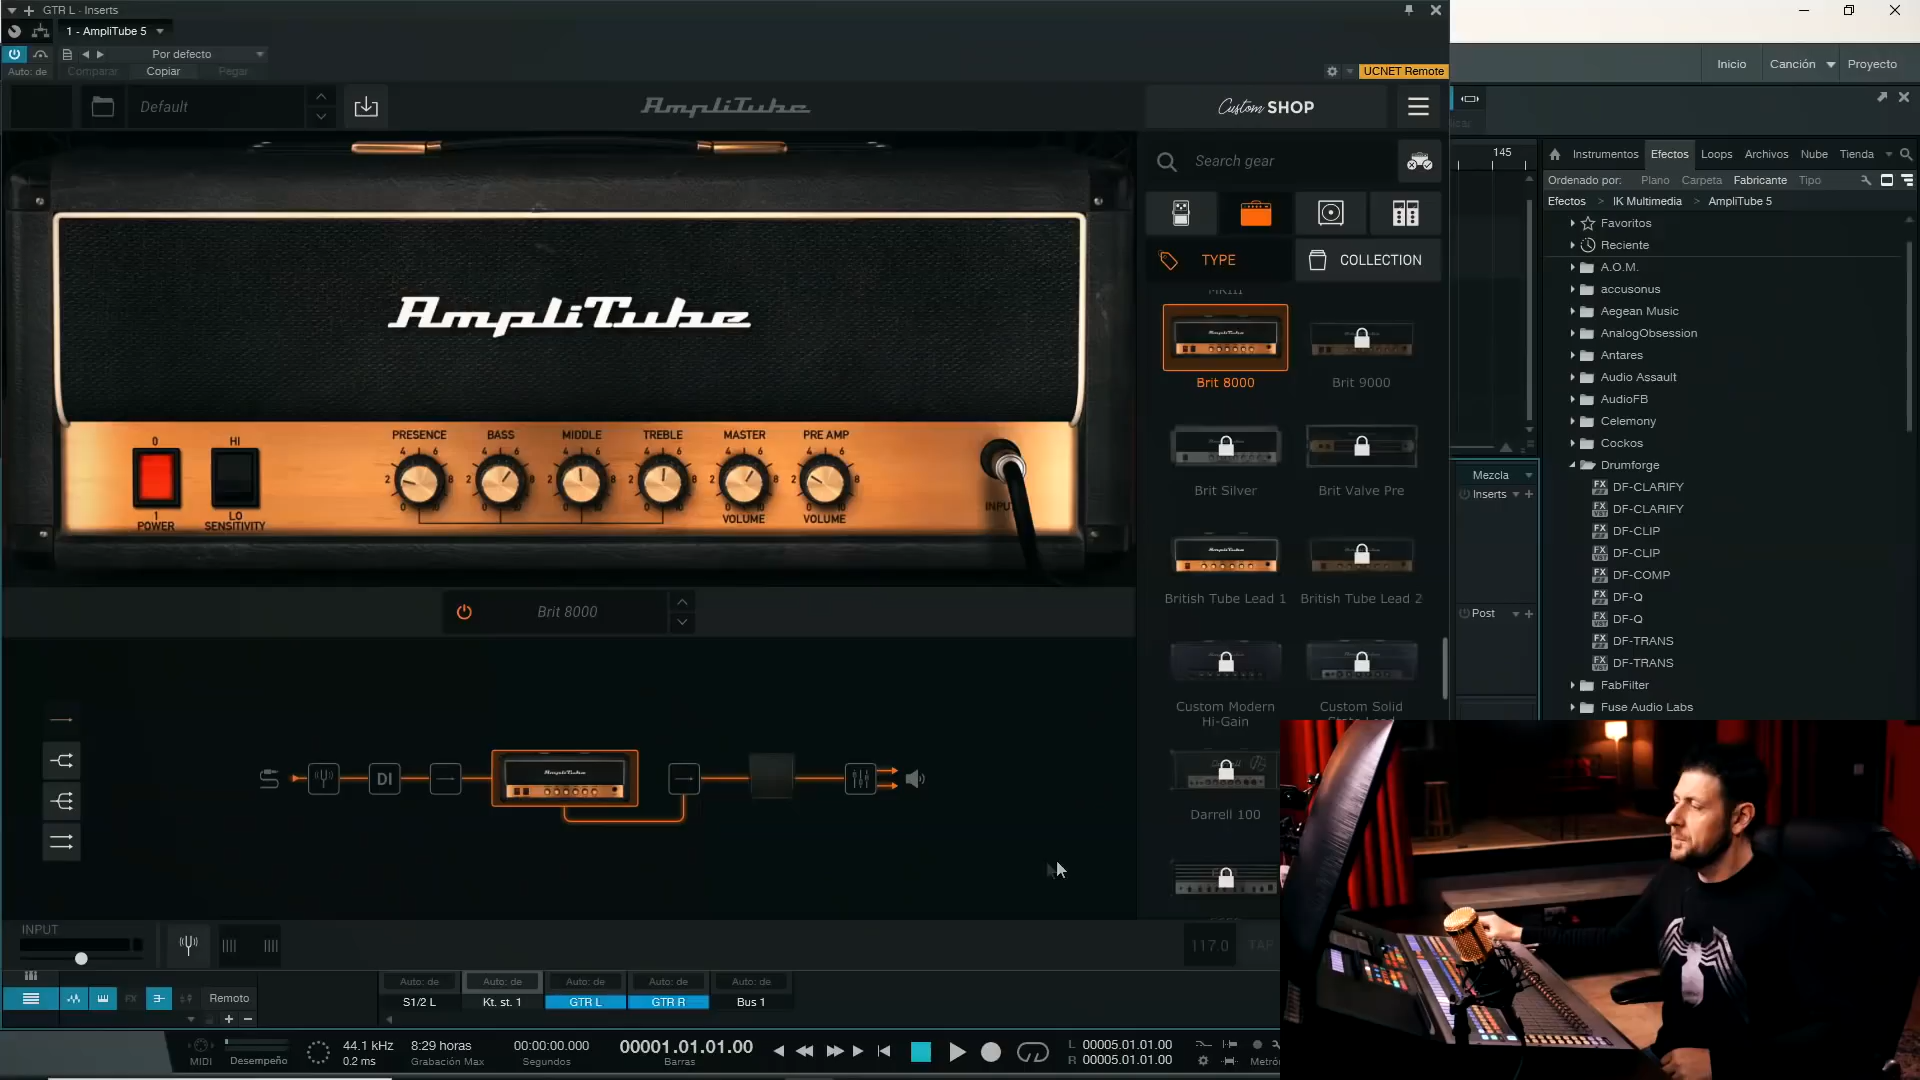 GTR L - Inserts
1 - AmpliTube 5
Por defecto
Auto: de
Comparar
Copiar
Pegar
UCNET Remote
Inicio
Canción
Proyecto
Default
AmpliTube
Custom SHOP
Search gear
TYPE
COLLECTION
MKIII
145
Instrumentos
Efectos
Loops
Archivos
Nube
Tienda
Ordenado por:
Plano
Carpeta
Fabricante
Tipo
Efectos > IK Multimedia > AmpliTube 5
Favoritos
Reciente
A.O.M.
accusonus
Aegean Music
AnalogObsession
Antares
Audio Assault
AudioFB
Celemony
Cockos
Drumforge
DF-CLARIFY
DF-CLARIFY
DF-CLIP
DF-CLIP
DF-COMP
DF-Q
DF-Q
DF-TRANS
DF-TRANS
FabFilter
Fuse Audio Labs
Mezcla
Inserts
Post
Brit 8000
Brit 9000
Brit Silver
Brit Valve Pre
British Tube Lead 1
British Tube Lead 2
Custom Modern
Hi-Gain
Custom Solid
Darrell 100
AmpliTube
0
HI
PRESENCE
BASS
MIDDLE
TREBLE
MASTER
PRE AMP
1
POWER
LO
SENSITIVITY
VOLUME
VOLUME
INPUT
Brit 8000
DI
INPUT
117.0
TAP
Auto: de
Auto: de
Auto: de
Auto: de
Auto: de
FX
Remoto
S1/2 L
Kt. st. 1
GTR L
GTR R
Bus 1
MIDI
Desempeño
44.1 kHz
0.2 ms
8:29 horas
Grabación Max
00:00:00.000
Segundos
00001.01.01.00
Barras
L 00005.01.01.00
R 00005.01.01.00